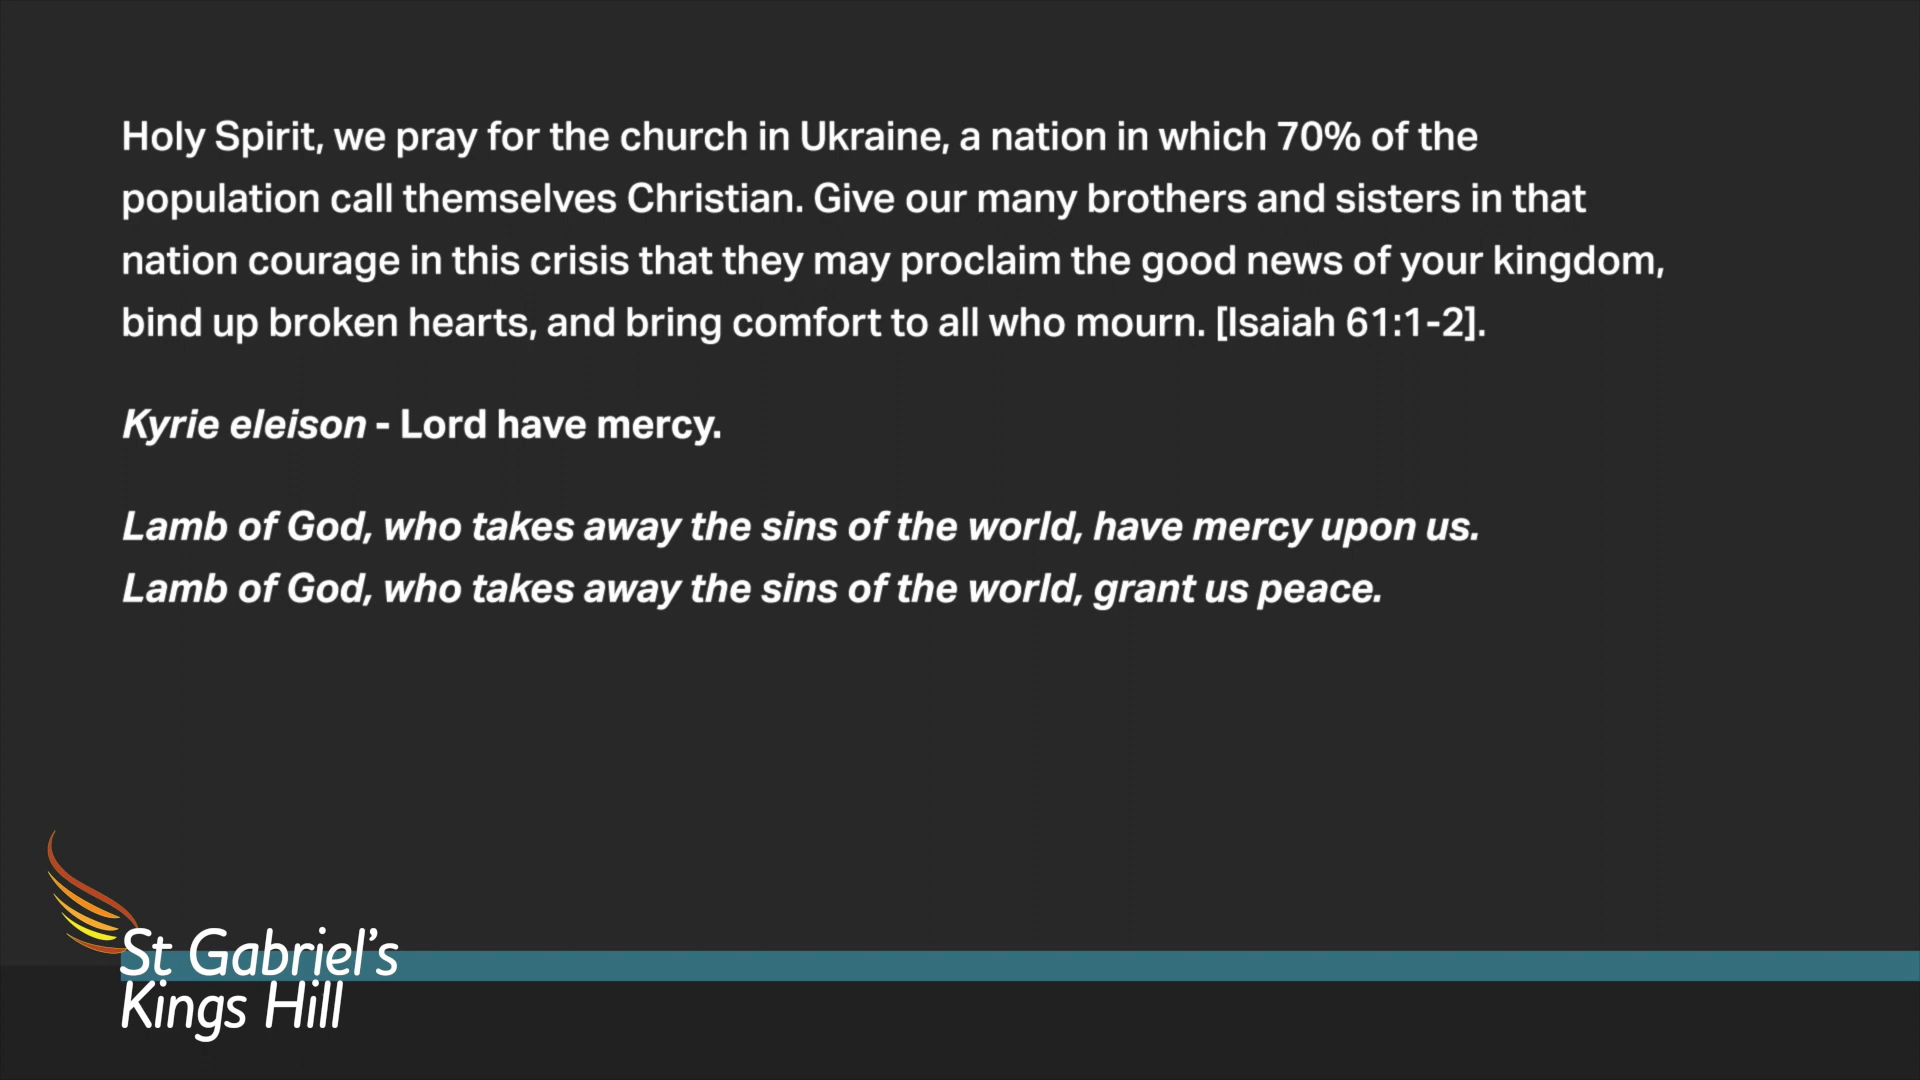 Holy Spirit, we pray for the church in Ukraine, a nation in which 70% of the
population call themselves Christian. Give our many brothers and sisters in that
nation courage in this crisis that they may proclaim the good news of your kingdom,
bind up broken hearts, and bring comfort to all who mourn. [Isaiah 61:1-2].
Kyrie eleison - Lord have mercy.
Lamb of God, who takes away the sins of the world, have mercy upon us.
Lamb of God, who takes away the sins of the world, grant us peace.
St Gabriel's
Kings Hill